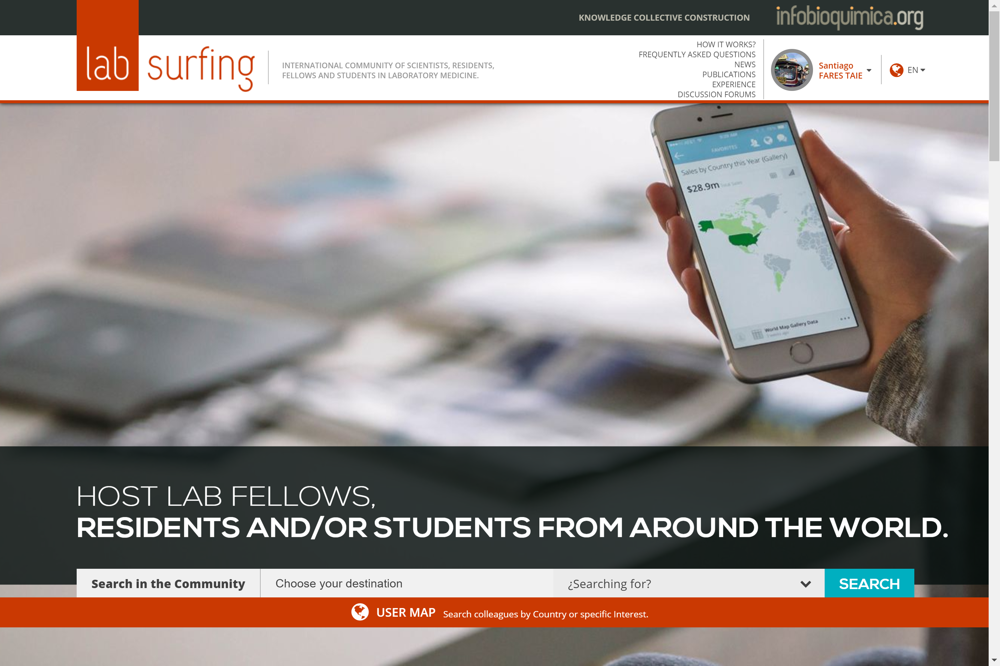 KNOWLEDGE COLLECTIVE CONSTRUCTION
infobioquimica.org
lab surfing
INTERNATIONAL COMMUNITY OF SCIENTISTS, RESIDENTS,
FELLOWS AND STUDENTS IN LABORATORY MEDICINE.
HOW IT WORKS?
FREQUENTLY ASKED QUESTIONS
NEWS
PUBLICATIONS
EXPERIENCE
DISCUSSION FORUMS
Santiago
FARES TAIE
EN
FAVORITES
Sales by Country this Year (Gallery)
$28.9m Total Sales
World Map Gallery Data
HOST LAB FELLOWS,
RESIDENTS AND/OR STUDENTS FROM AROUND THE WORLD.
Search in the Community
Choose your destination
¿Searching for?
SEARCH
USER MAP Search colleagues by Country or specific Interest.